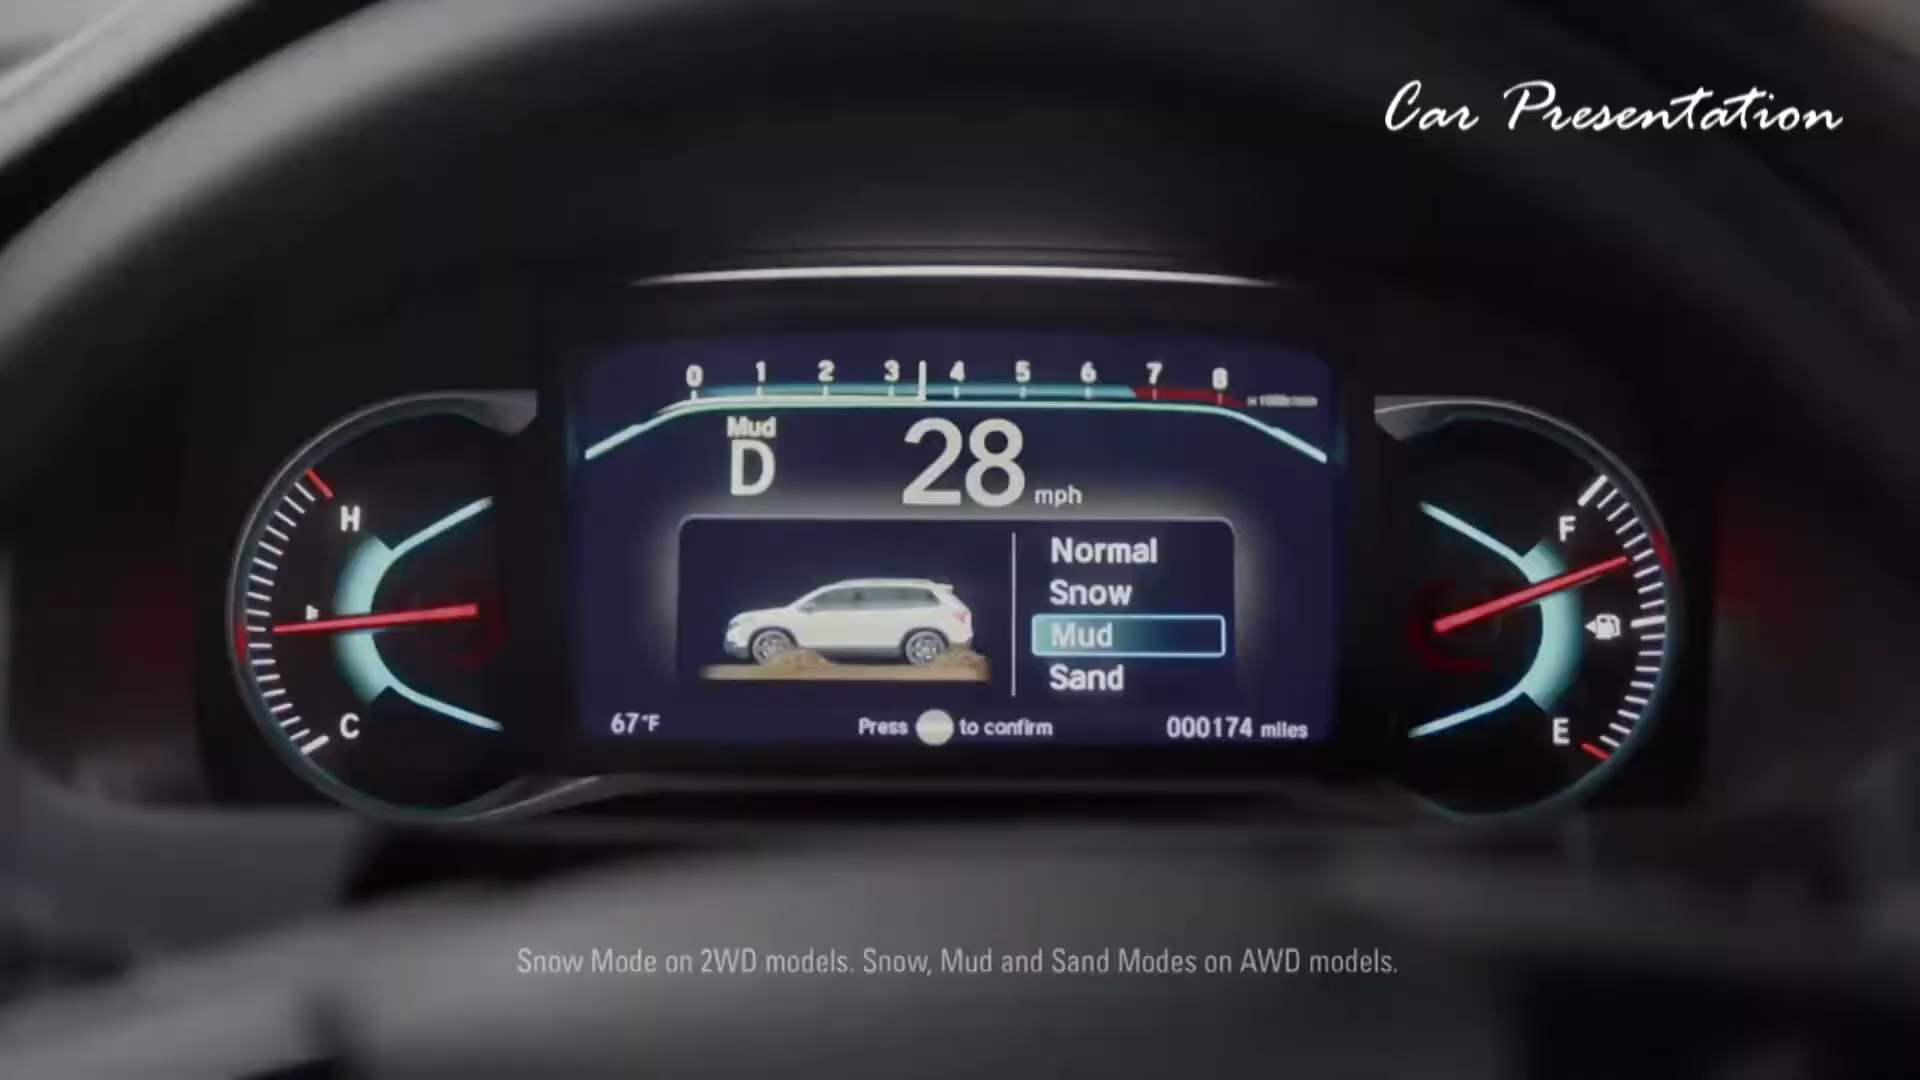 Car Presentation
0 1 2 3 4 5 6 7 8
Mud
D 28 mph
H
C
Normal
Snow
Mud
Sand
F
E
67°F
Press to confirm
000174 miles
Snow Mode on 2WD models. Snow, Mud and Sand Modes on AWD models.